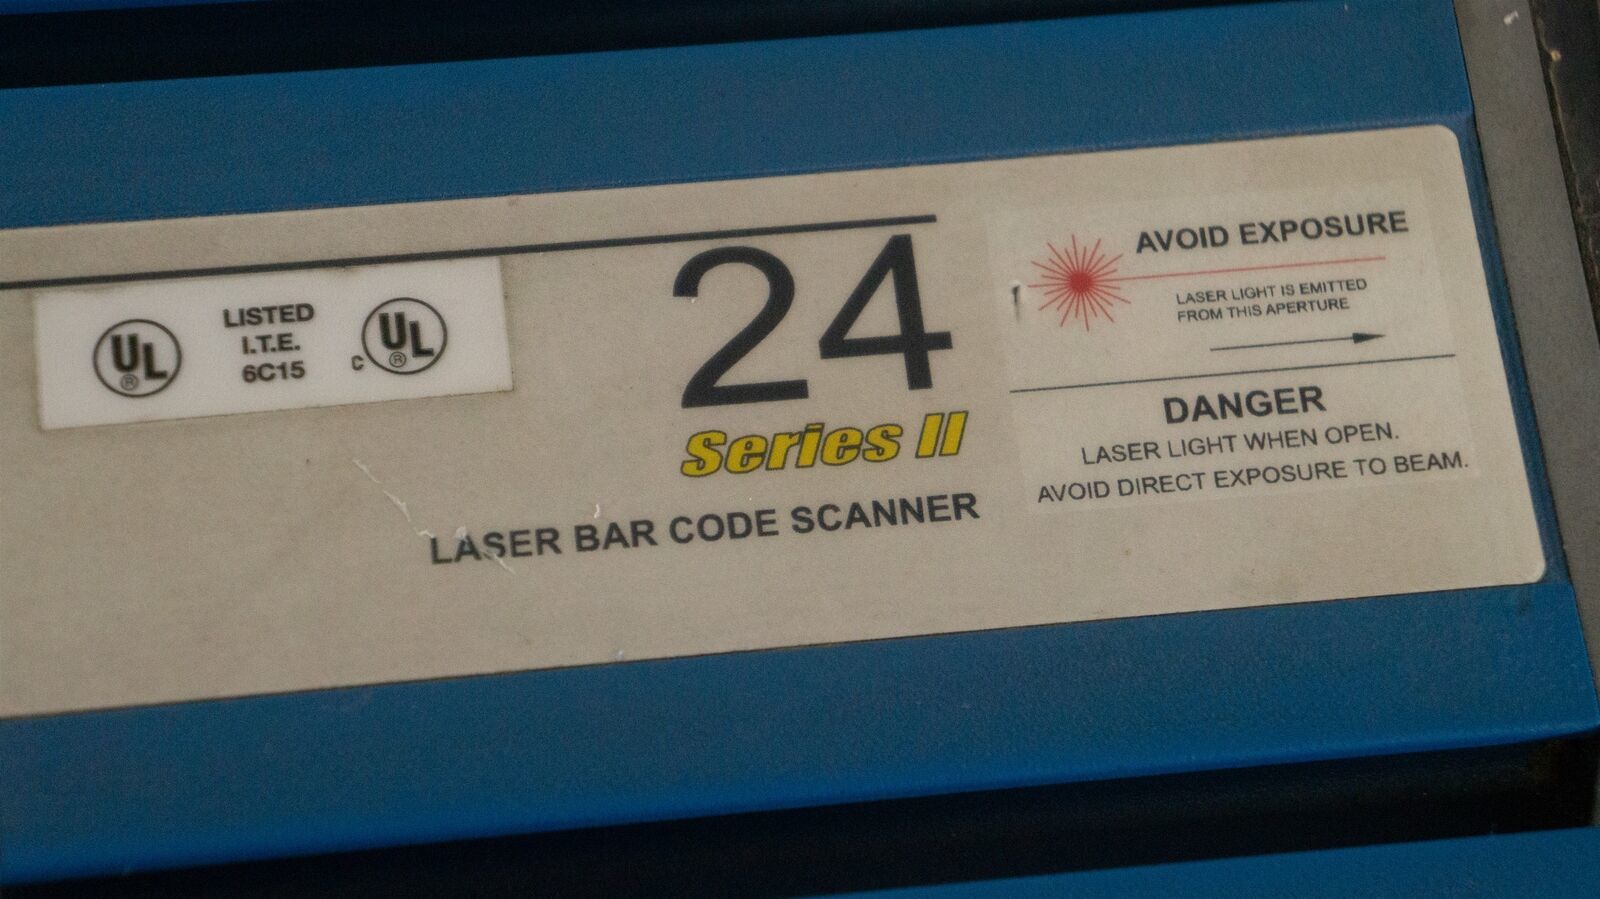 UL
®
LISTED
I.T.E.
6C15
C UL
®
24
Series II
LASER BAR CODE SCANNER
AVOID EXPOSURE
LASER LIGHT IS EMITTED
FROM THIS APERTURE
DANGER
LASER LIGHT WHEN OPEN.
AVOID DIRECT EXPOSURE TO BEAM.